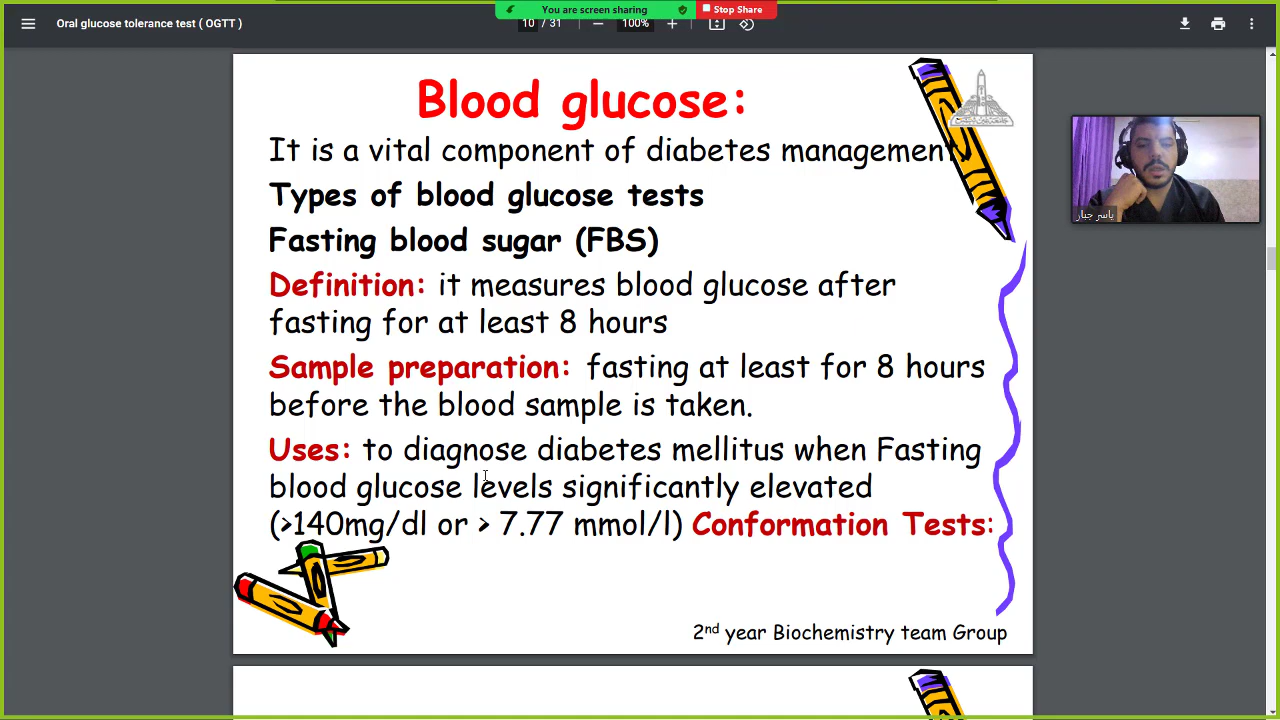 Oral glucose tolerance test ( OGTT )
10 / 31
100%
You are screen sharing
Stop Share
Blood glucose:
It is a vital component of diabetes management.
Types of blood glucose tests
Fasting blood sugar (FBS)
Definition: it measures blood glucose after
fasting for at least 8 hours
Sample preparation: fasting at least for 8 hours
before the blood sample is taken.
Uses: to diagnose diabetes mellitus when Fasting
blood glucose levels significantly elevated
(>140mg/dl or > 7.77 mmol/l) Conformation Tests:
2nd year Biochemistry team Group
ياسر جبار